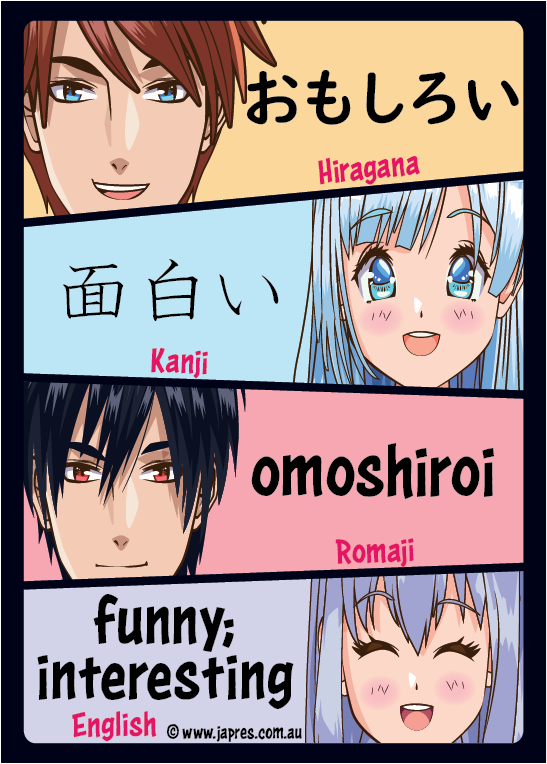 おもしろい
Hiragana
面白い
Kanji
omoshiroi
Romaji
funny;
interesting
English © www.japres.com.au